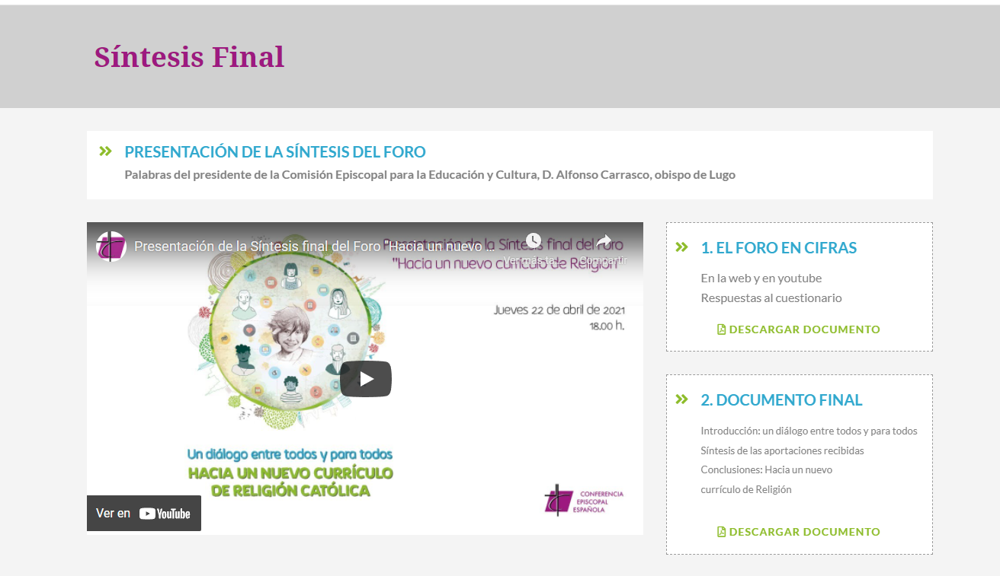 Síntesis Final
PRESENTACIÓN DE LA SÍNTESIS DEL FORO
Palabras del presidente de la Comisión Episcopal para la Educación y Cultura, D. Alfonso Carrasco, obispo de Lugo
Presentación de la Síntesis final del Foro "Hacia un nuevo ...
Ver más ta...
Compartir
Presentación de la Síntesis final del foro
"Hacia un nuevo currículo de Religión"
Jueves 22 de abril de 2021
18.00 h.
Un diálogo entre todos y para todos
HACIA UN NUEVO CURRÍCULO
DE RELIGIÓN CATÓLICA
CONFERENCIA
EPISCOPAL
ESPAÑOLA
Ver en YouTube
1. EL FORO EN CIFRAS
En la web y en youtube
Respuestas al cuestionario
DESCARGAR DOCUMENTO
2. DOCUMENTO FINAL
Introducción: un diálogo entre todos y para todos
Síntesis de las aportaciones recibidas
Conclusiones: Hacia un nuevo
currículo de Religión
DESCARGAR DOCUMENTO